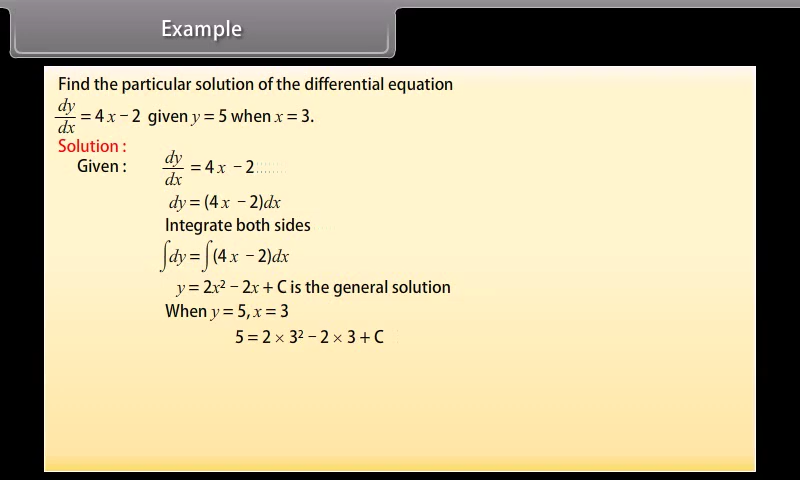 Example
Find the particular solution of the differential equation
dy/dx = 4x − 2 given y = 5 when x = 3.
Solution :
Given : dy/dx = 4x − 2
dy = (4x − 2)dx
Integrate both sides
∫dy = ∫(4x − 2)dx
y = 2x² − 2x + C is the general solution
When y = 5, x = 3
5 = 2 × 3² − 2 × 3 + C